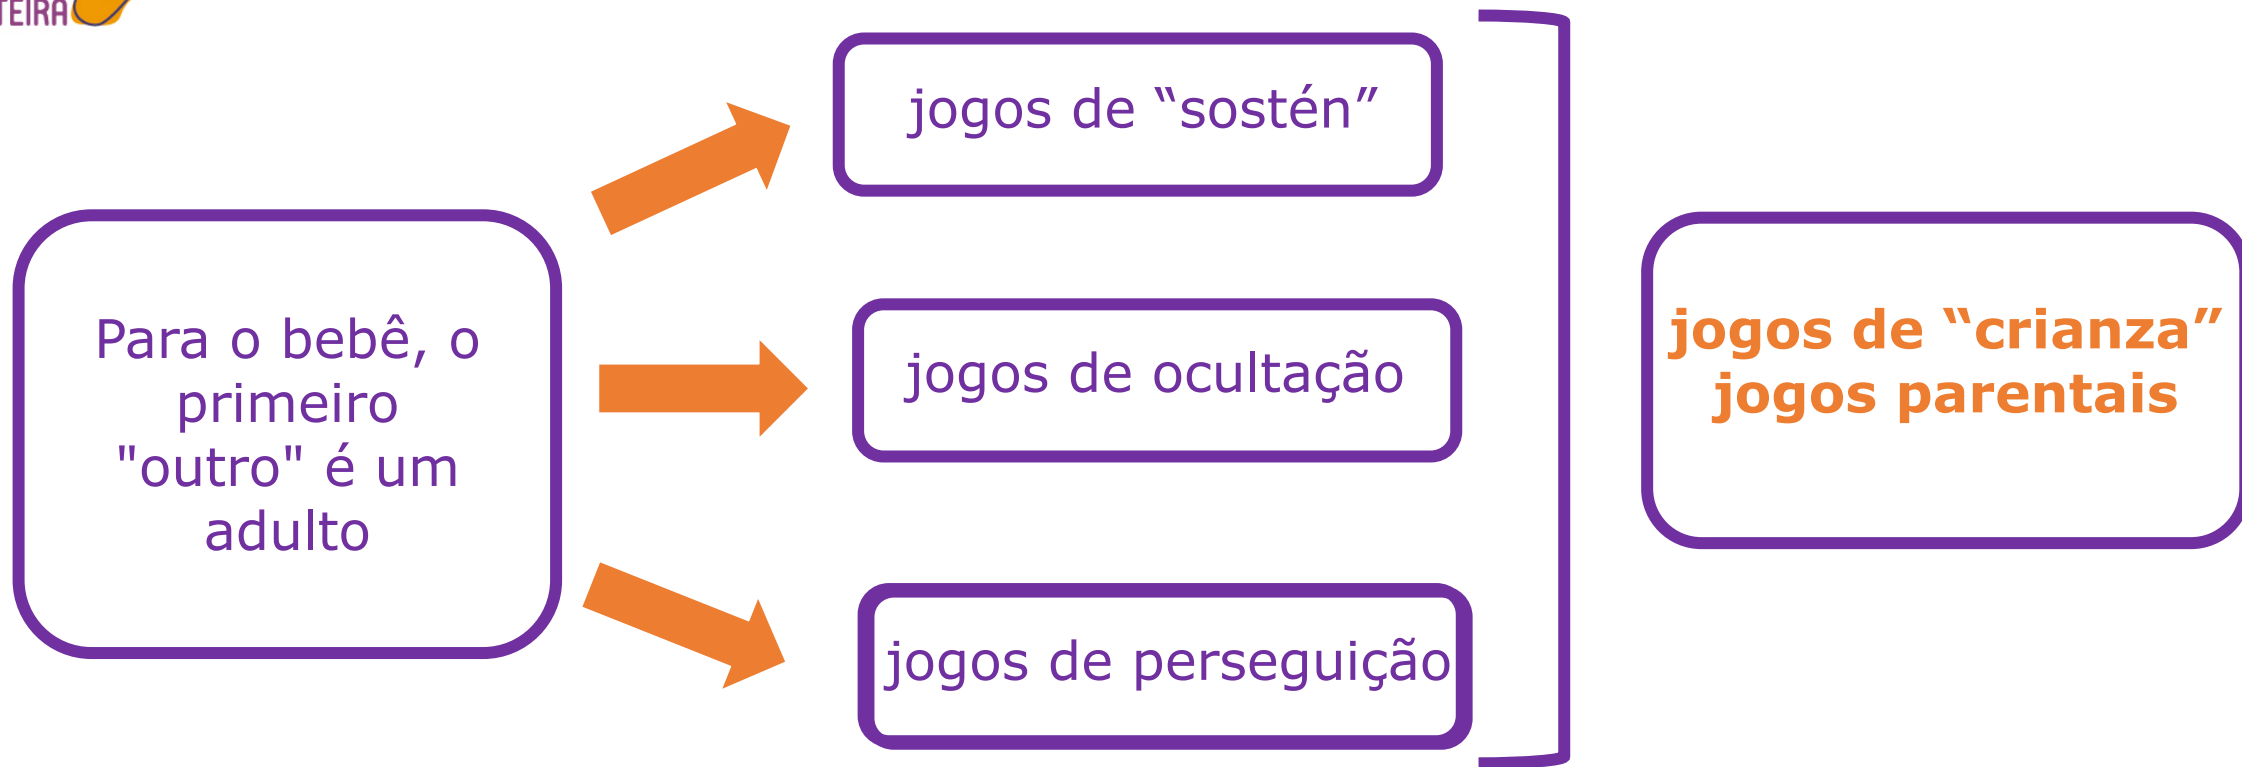 TEIRA
jogos de “sostén”
Para o bebê, o
primeiro
"outro" é um
adulto
jogos de ocultação
jogos de perseguição
jogos de “crianza”
jogos parentais